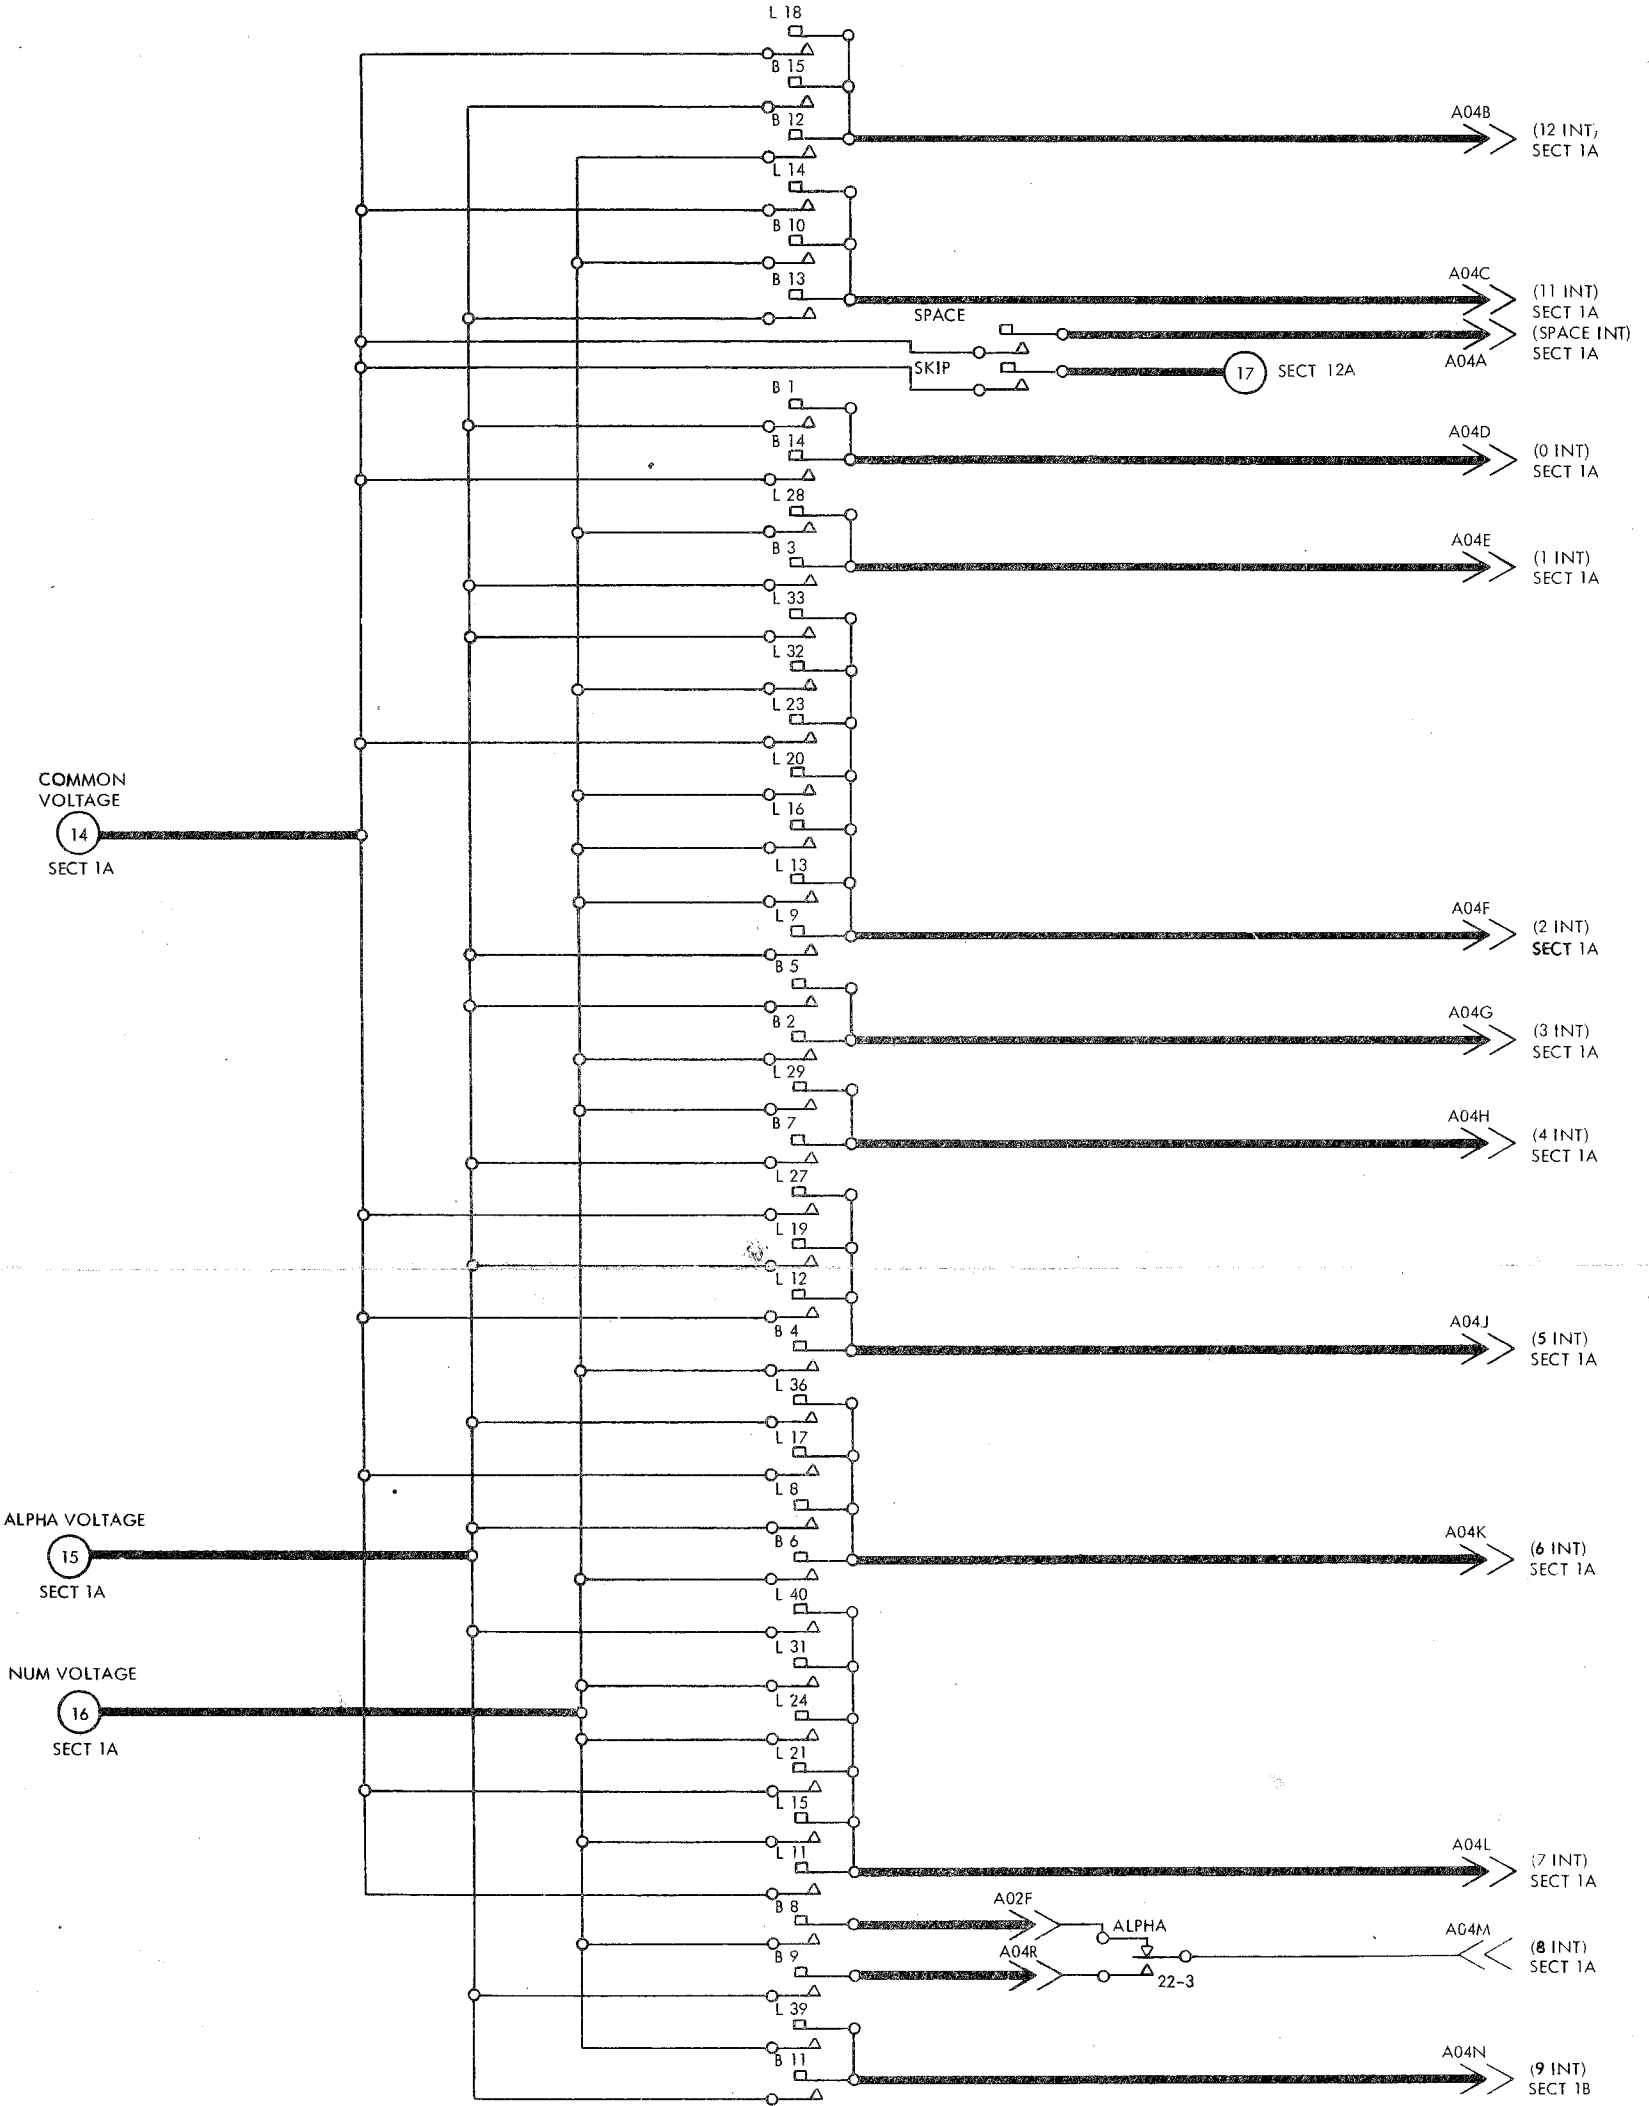 L 18
B 15
B 12
A04B
(12 INT,
SECT 1A
L 14
B 10
B 13
A04C
(11 INT)
SECT 1A
SPACE
(SPACE INT)
SECT 1A
A04A
SKIP
17
SECT 12A
B 1
B 14
A04D
(0 INT)
SECT 1A
L 28
B 3
A04E
(1 INT)
SECT 1A
L 33
L 32
L 23
L 20
COMMON
VOLTAGE
14
SECT 1A
L 16
L 13
L 9
A04F
(2 INT)
SECT 1A
B 5
B 2
A04G
(3 INT)
SECT 1A
L 29
B 7
A04H
(4 INT)
SECT 1A
L 27
L 19
L 12
B 4
A04J
(5 INT)
SECT 1A
L 36
L 17
L 8
B 6
ALPHA VOLTAGE
15
SECT 1A
A04K
(6 INT)
SECT 1A
L 40
L 31
NUM VOLTAGE
16
SECT 1A
L 24
L 21
L 15
L 11
A04L
(7 INT)
SECT 1A
B 8
A02F
ALPHA
B 9
A04R
22-3
A04M
(8 INT)
SECT 1A
L 39
B 11
A04N
(9 INT)
SECT 1B